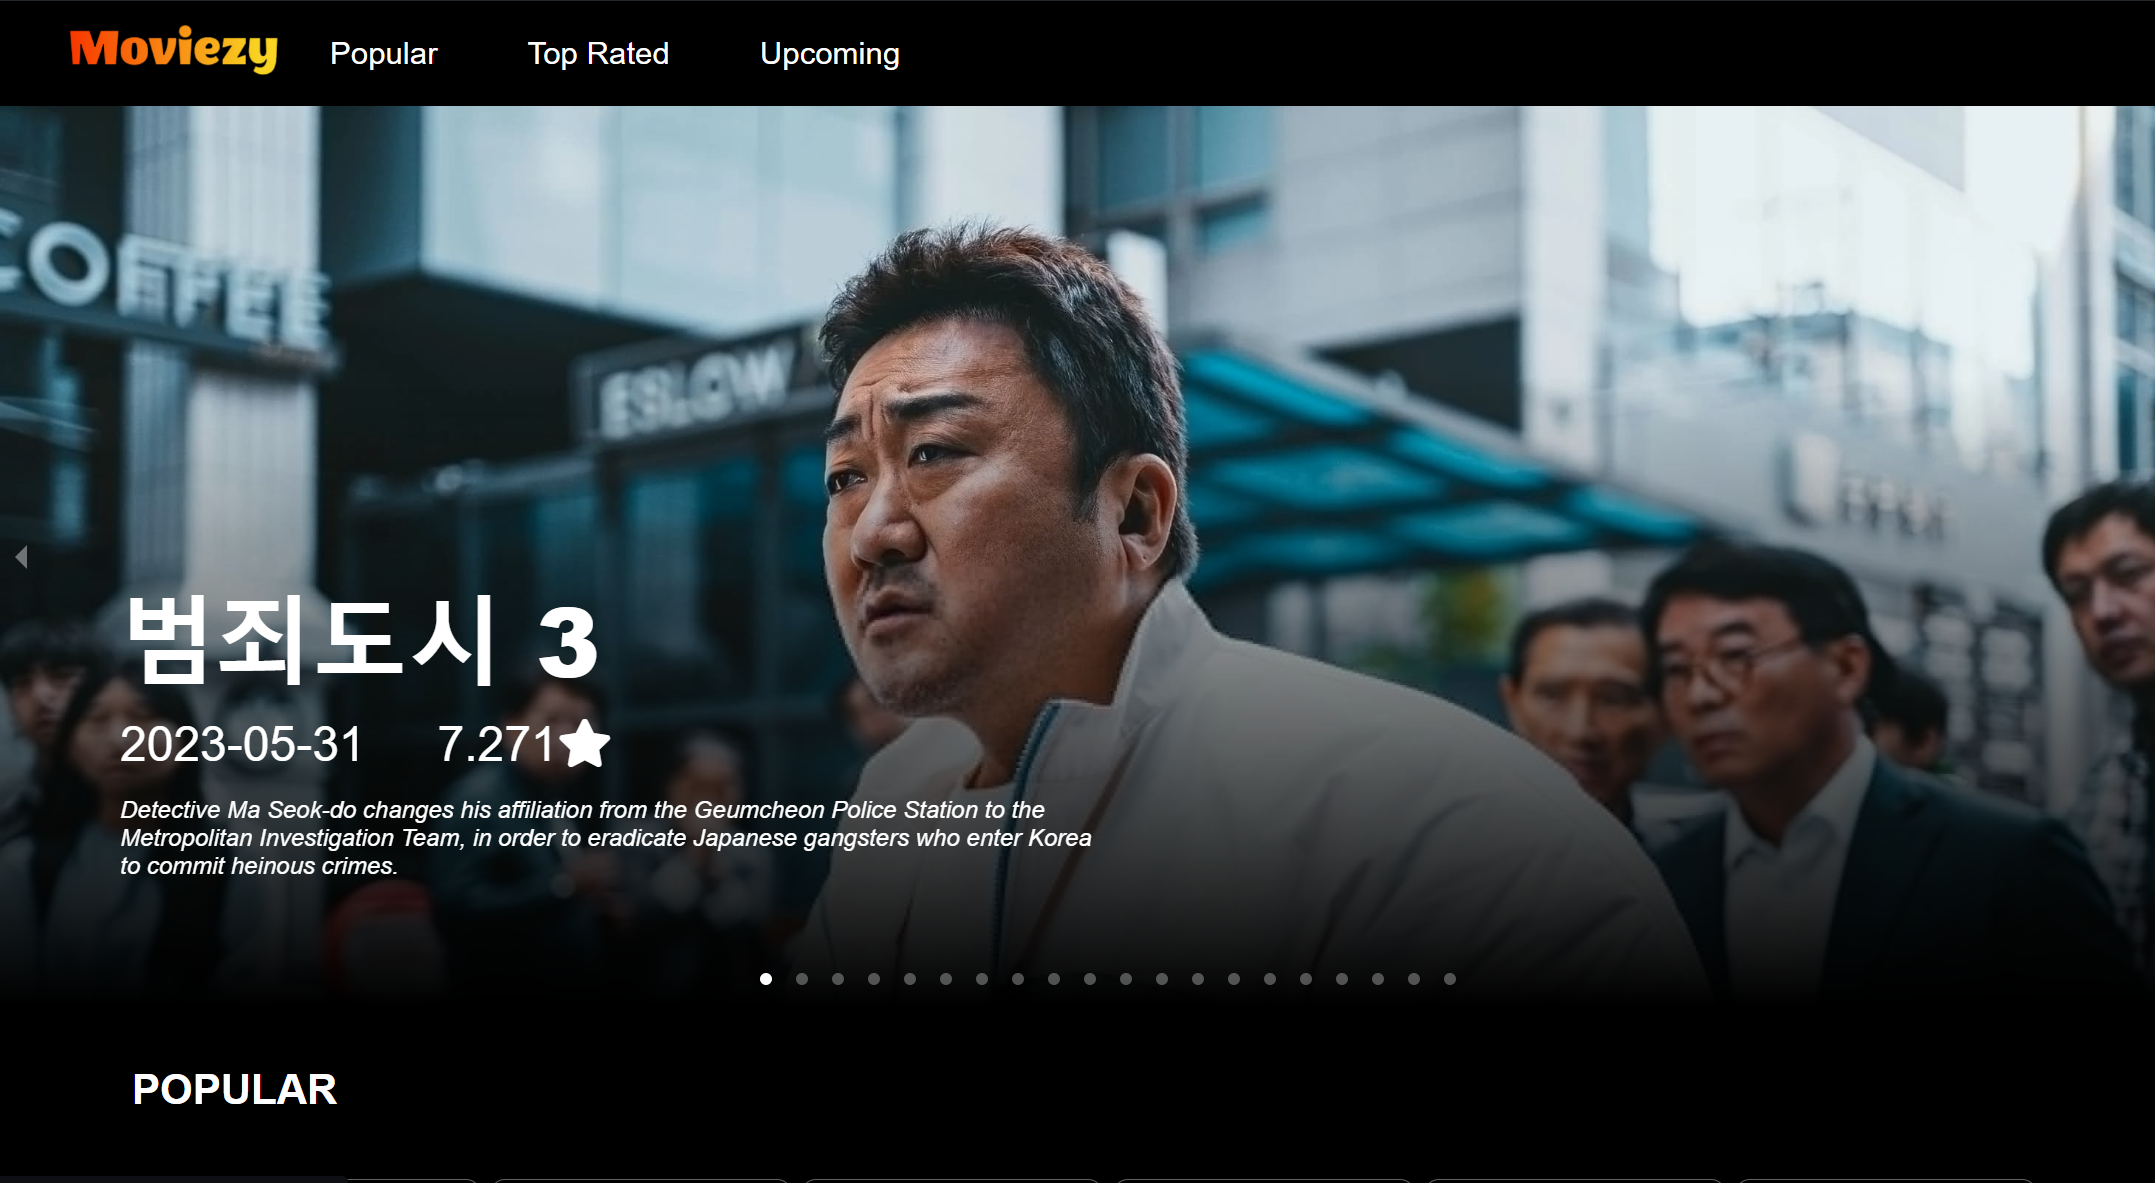 Moviezy
Popular
Top Rated
Upcoming
COFFEE
ESLOW
범죄도시 3
2023-05-31 7.271
Detective Ma Seok-do changes his affiliation from the Geumcheon Police Station to the
Metropolitan Investigation Team, in order to eradicate Japanese gangsters who enter Korea
to commit heinous crimes.
POPULAR